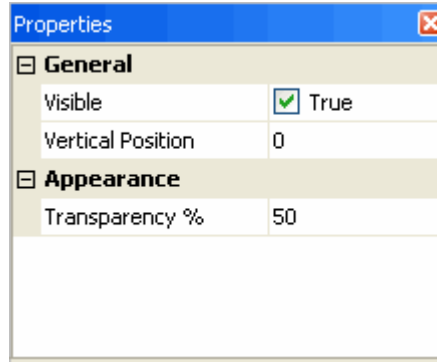 Properties
General
Visible True
Vertical Position 0
Appearance
Transparency % 50